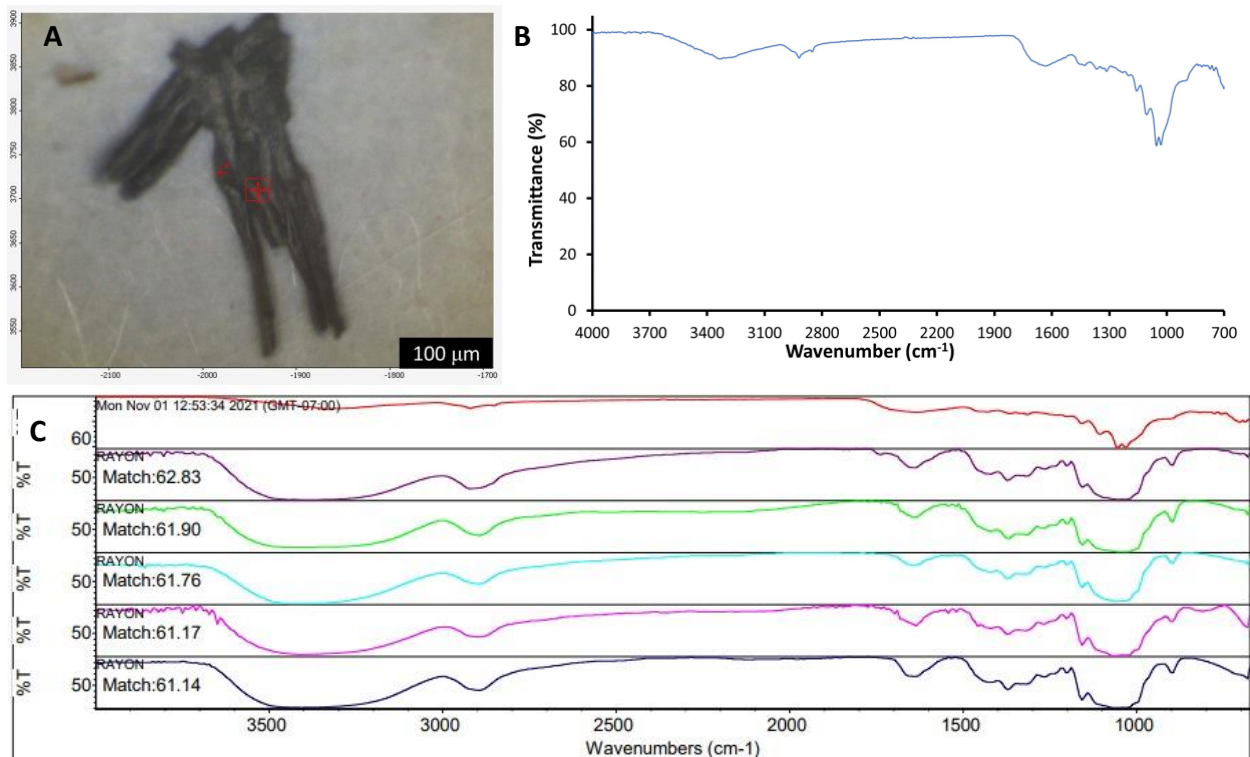 A
3900
3850
3800
3750
3700
3650
3600
3550
-2100
-2000
-1900
-1800
-1700
100 μm
B
100
80
60
40
20
0
Transmittance (%)
4000 3700 3400 3100 2800 2500 2200 1900 1600 1300 1000 700
Wavenumber (cm-1)
C
Mon Nov 01 12:53:34 2021 (GMT-07:00)
60
RAYON
Match:62.83
%T
50
RAYON
Match:61.90
%T
50
RAYON
Match:61.76
%T
50
RAYON
Match:61.17
%T
50
RAYON
Match:61.14
%T
50
3500 3000 2500 2000 1500 1000
Wavenumbers (cm-1)